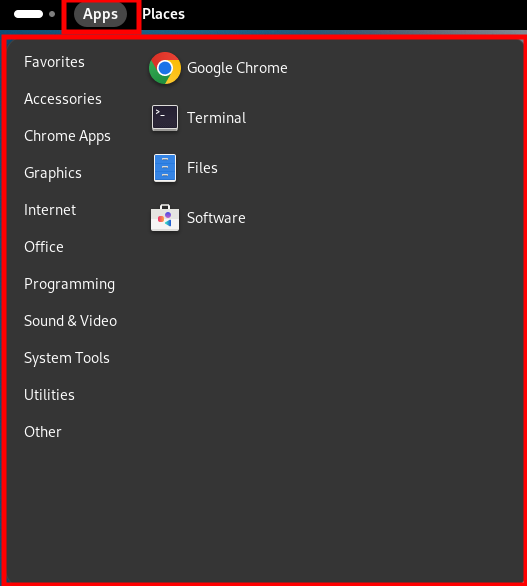 Apps Places
Favorites
Accessories
Chrome Apps
Graphics
Internet
Office
Programming
Sound & Video
System Tools
Utilities
Other
Google Chrome
Terminal
Files
Software